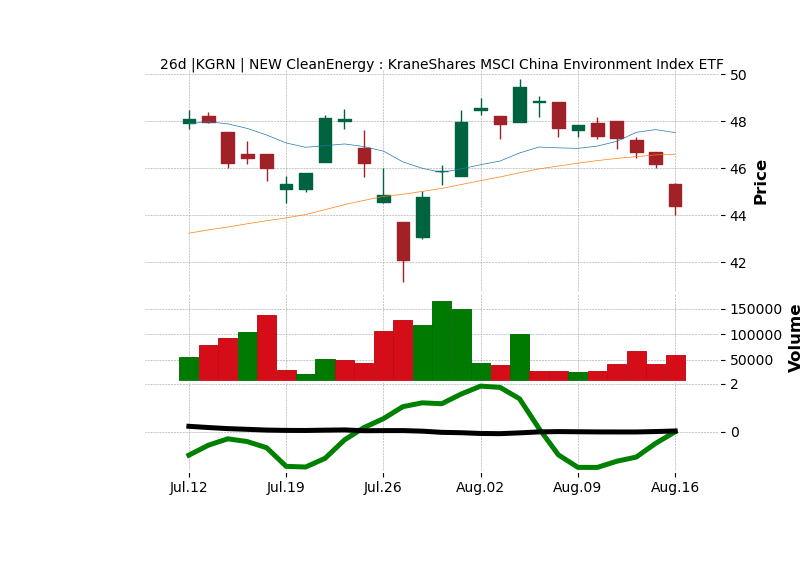 26d |KGRN | NEW CleanEnergy : KraneShares MSCI China Environment Index ETF
50
48
46
44
42
Price
150000
100000
50000
Volume
2
0
Jul.12 Jul.19 Jul.26 Aug.02 Aug.09 Aug.16